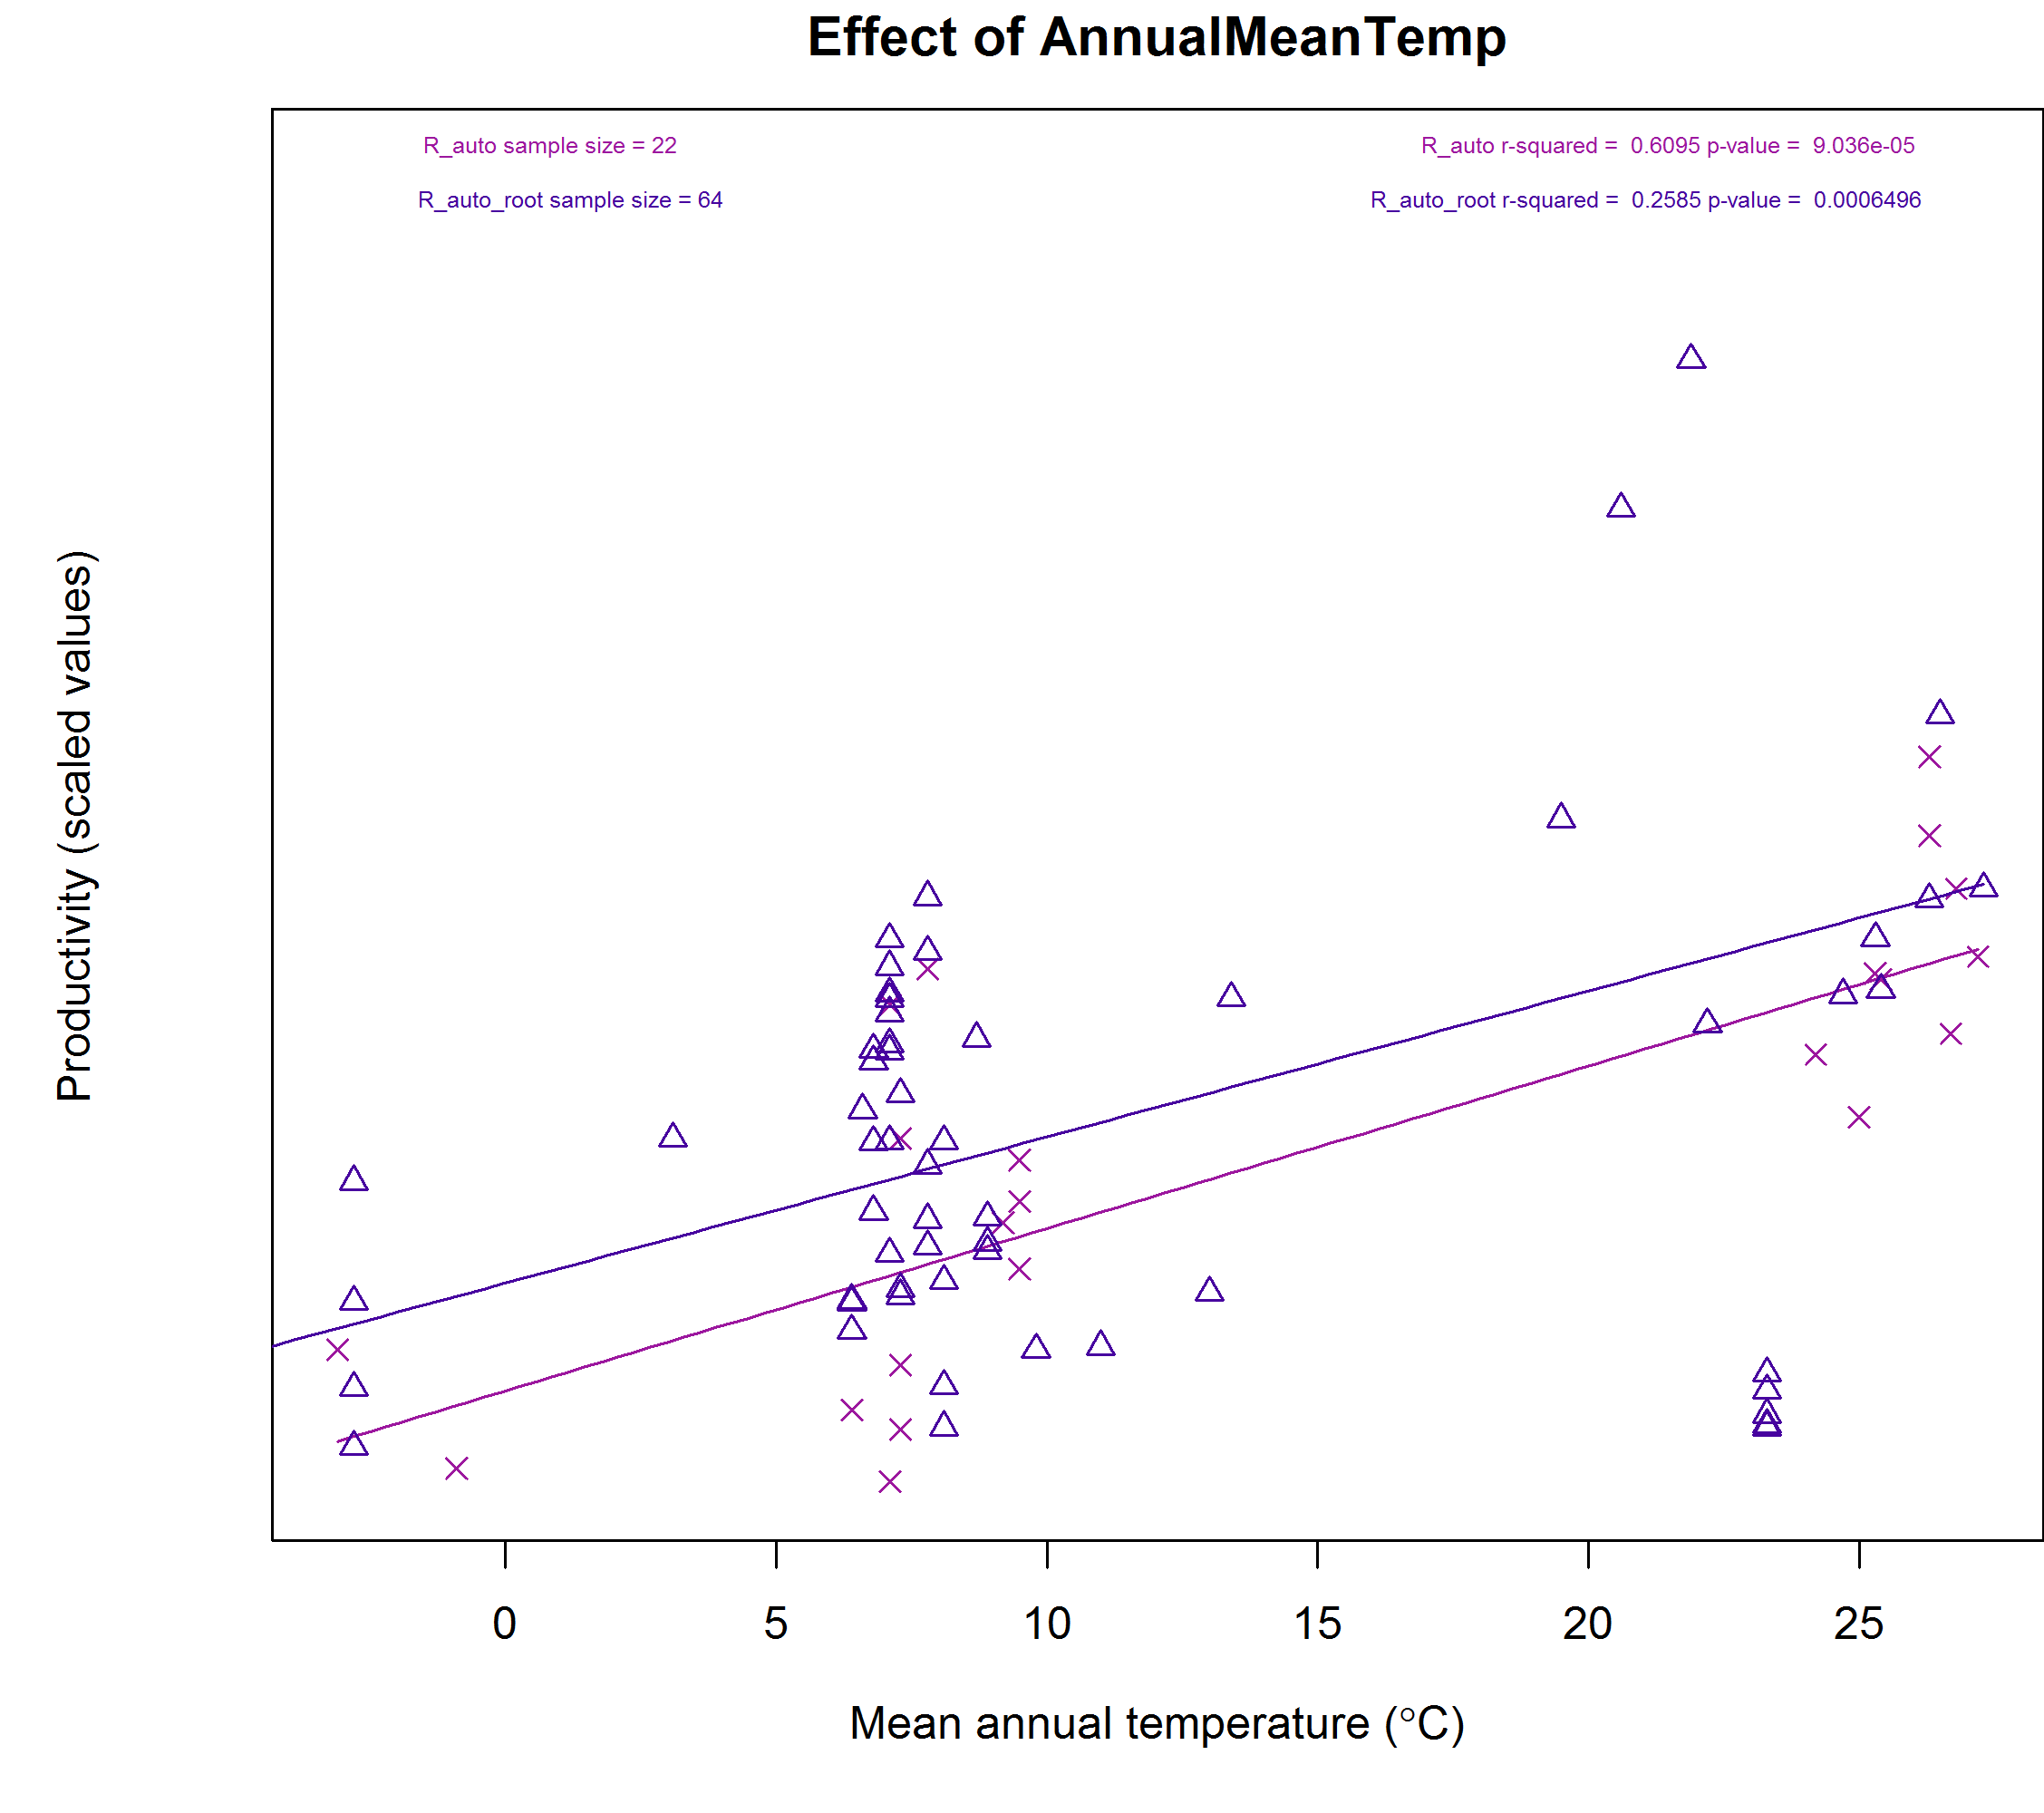 Effect of AnnualMeanTemp
R_auto sample size = 22
R_auto r-squared =  0.6095 p-value =  9.036e-05
R_auto_root sample size = 64
R_auto_root r-squared =  0.2585 p-value =  0.0006496
Productivity (scaled values)
0 5 10 15 20 25
Mean annual temperature (°C)